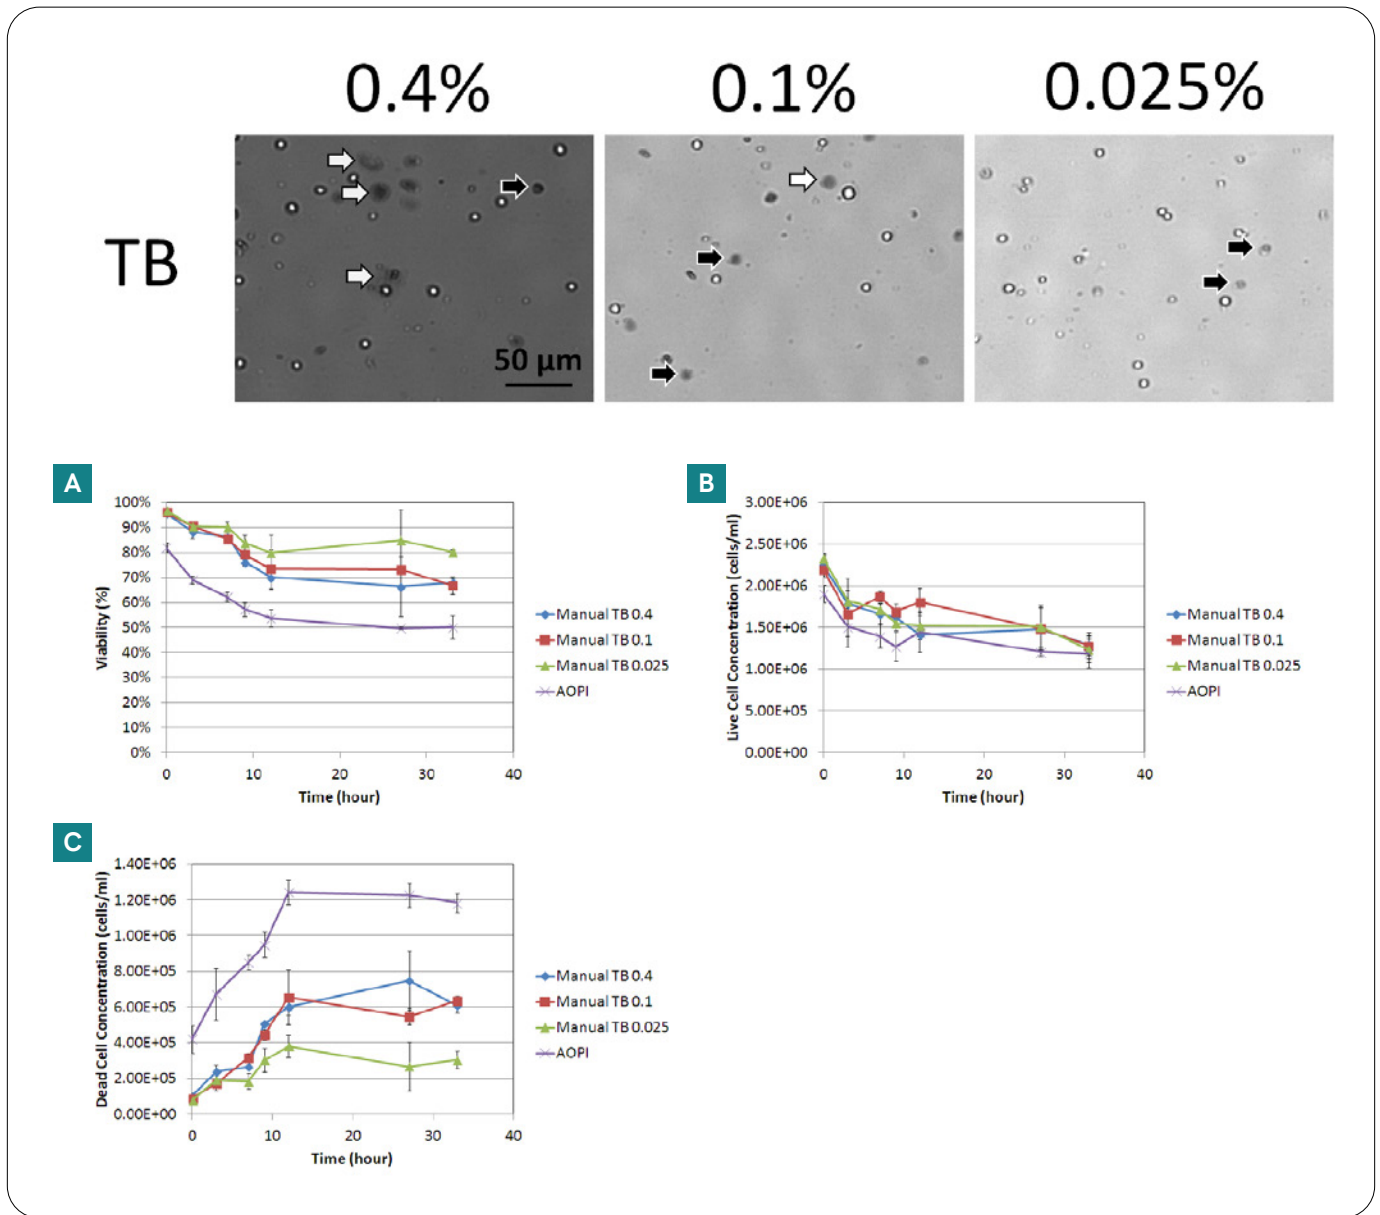 0.4% 0.1% 0.025%
TB
50 µm
A
100%
90%
80%
70%
60%
50%
40%
30%
20%
10%
0%
Viability (%)
0 10 20 30 40
Time (hour)
Manual TB 0.4
Manual TB 0.1
Manual TB 0.025
AOPI
B
3.00E+06
2.50E+06
2.00E+06
1.50E+06
1.00E+06
5.00E+05
0.00E+00
Live Cell Concentration (cells/ml)
0 10 20 30 40
Time (hour)
Manual TB 0.4
Manual TB 0.1
Manual TB 0.025
AOPI
C
1.40E+06
1.20E+06
1.00E+06
8.00E+05
6.00E+05
4.00E+05
2.00E+05
0.00E+00
Dead Cell Concentration (cells/ml)
0 10 20 30 40
Time (hour)
Manual TB 0.4
Manual TB 0.1
Manual TB 0.025
AOPI